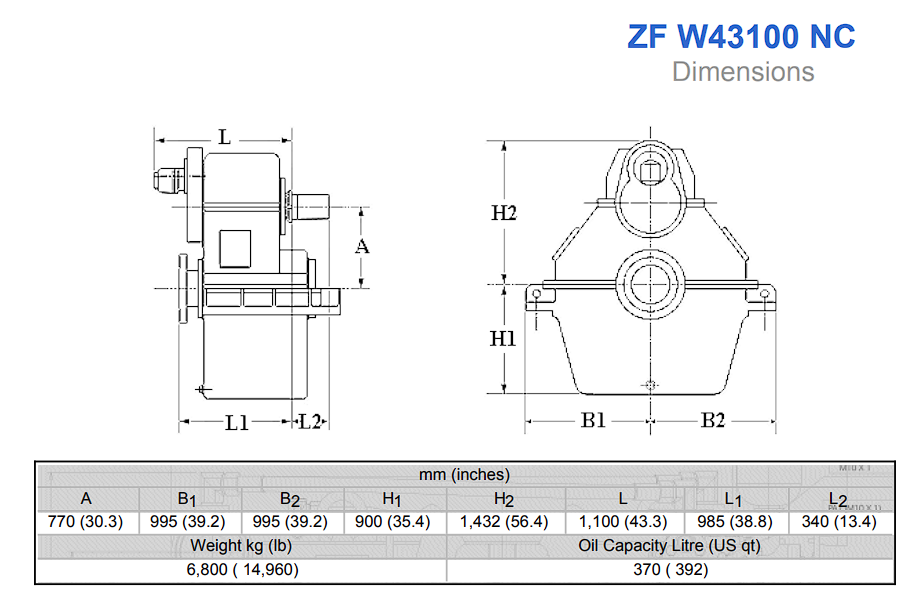 ZF W43100 NC
Dimensions
L
H2
A
H1
L1
L2
B1
B2
mm (inches)
A B1 B2 H1 H2 L L1 L2
770 (30.3) 995 (39.2) 995 (39.2) 900 (35.4) 1,432 (56.4) 1,100 (43.3) 985 (38.8) 340 (13.4)
Weight kg (lb) Oil Capacity Litre (US qt)
6,800 ( 14,960) 370 ( 392)